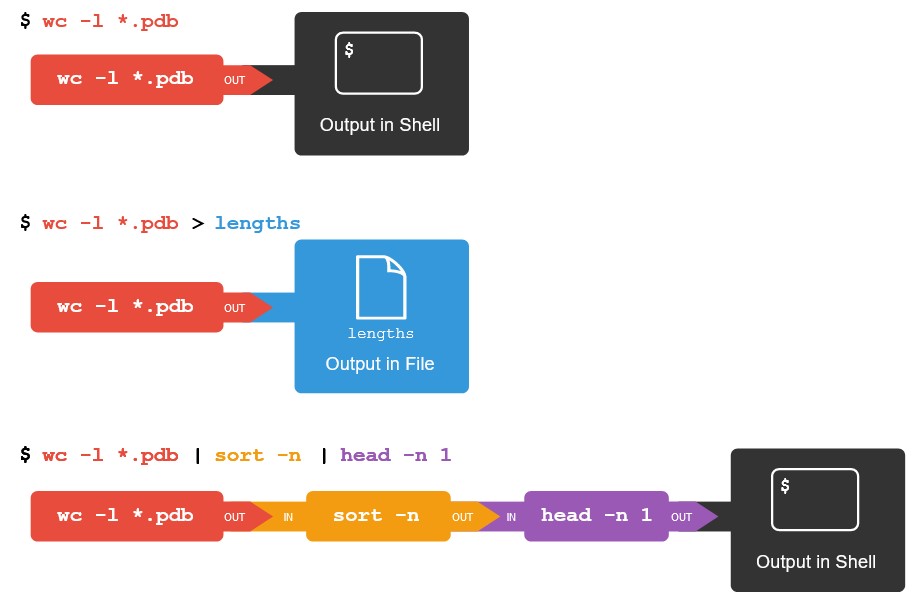 $ wc -l *.pdb
wc -l *.pdb OUT
$
Output in Shell
$ wc -l *.pdb > lengths
wc -l *.pdb OUT
lengths
Output in File
$ wc -l *.pdb | sort -n | head -n 1
wc -l *.pdb OUT IN sort -n OUT IN head -n 1 OUT
$
Output in Shell